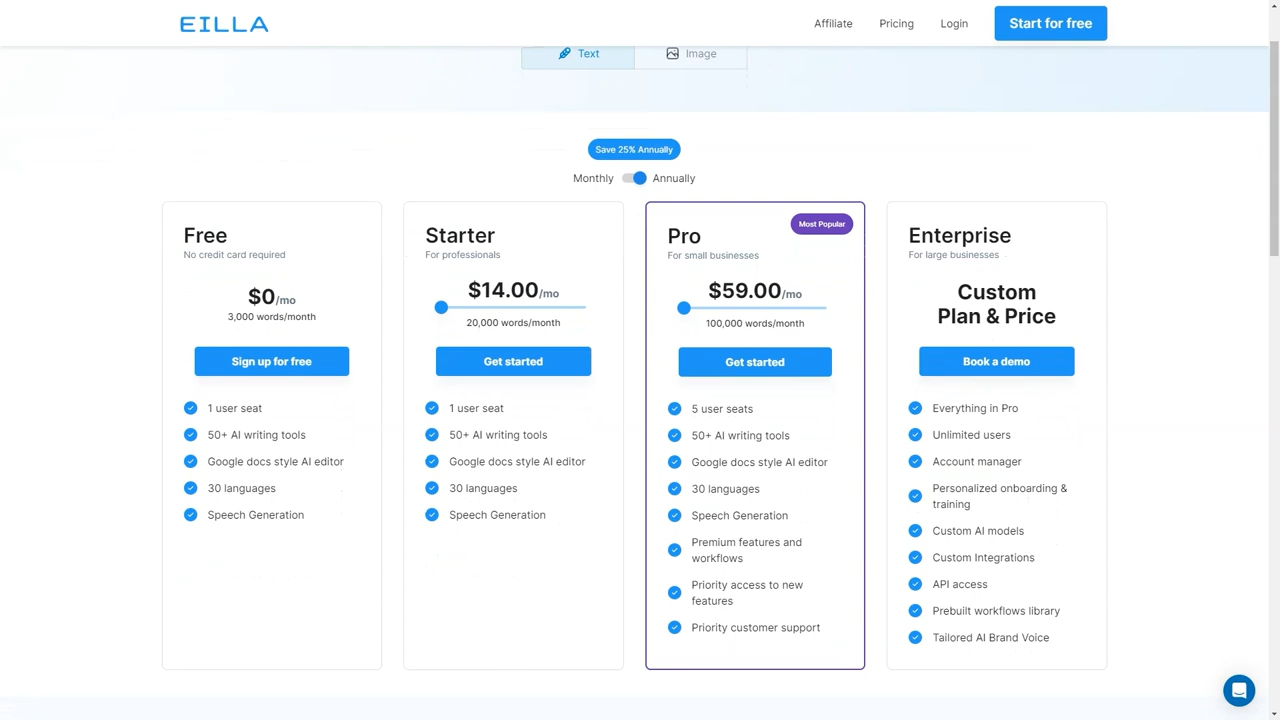 EILLA
Affiliate
Pricing
Login
Start for free
Text
Image
Save 25% Annually
Monthly
Annually
Free
No credit card required
$0/mo
3,000 words/month
Sign up for free
1 user seat
50+ AI writing tools
Google docs style AI editor
30 languages
Speech Generation
Starter
For professionals
$14.00/mo
20,000 words/month
Get started
1 user seat
50+ AI writing tools
Google docs style AI editor
30 languages
Speech Generation
Most Popular
Pro
For small businesses
$59.00/mo
100,000 words/month
Get started
5 user seats
50+ AI writing tools
Google docs style AI editor
30 languages
Speech Generation
Premium features and
workflows
Priority access to new
features
Priority customer support
Enterprise
For large businesses
Custom
Plan & Price
Book a demo
Everything in Pro
Unlimited users
Account manager
Personalized onboarding &
training
Custom AI models
Custom Integrations
API access
Prebuilt workflows library
Tailored AI Brand Voice